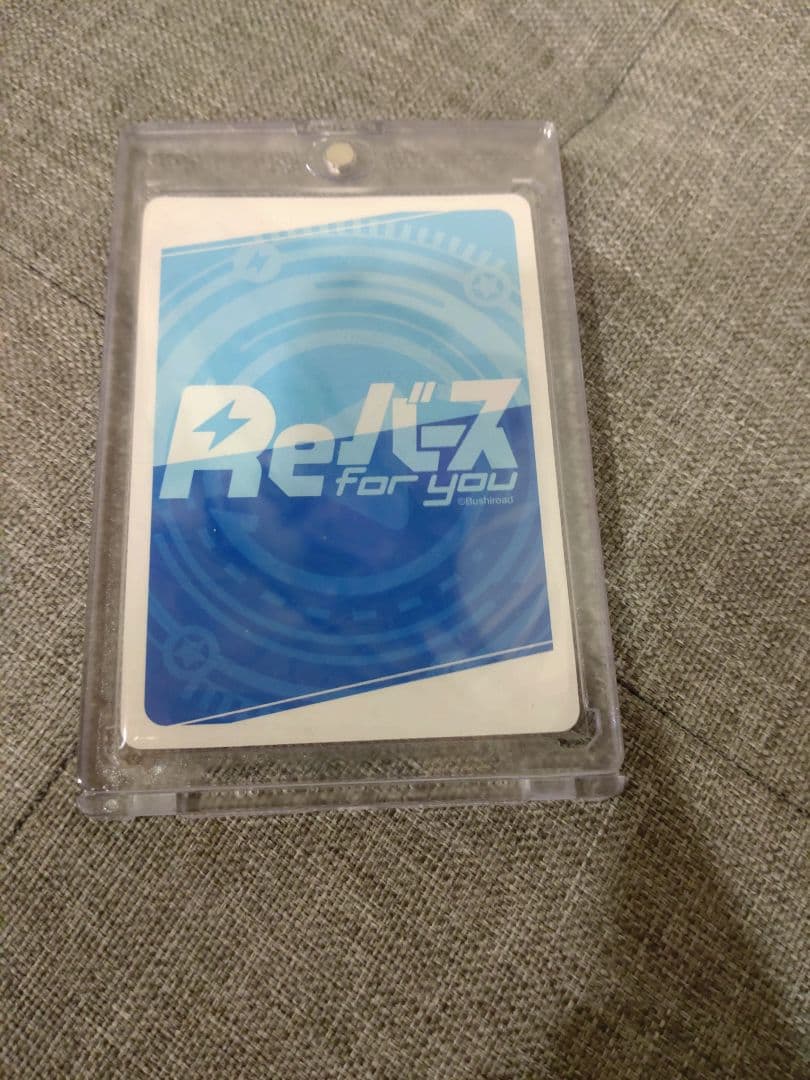 Reバース
for you
©Bushiroad